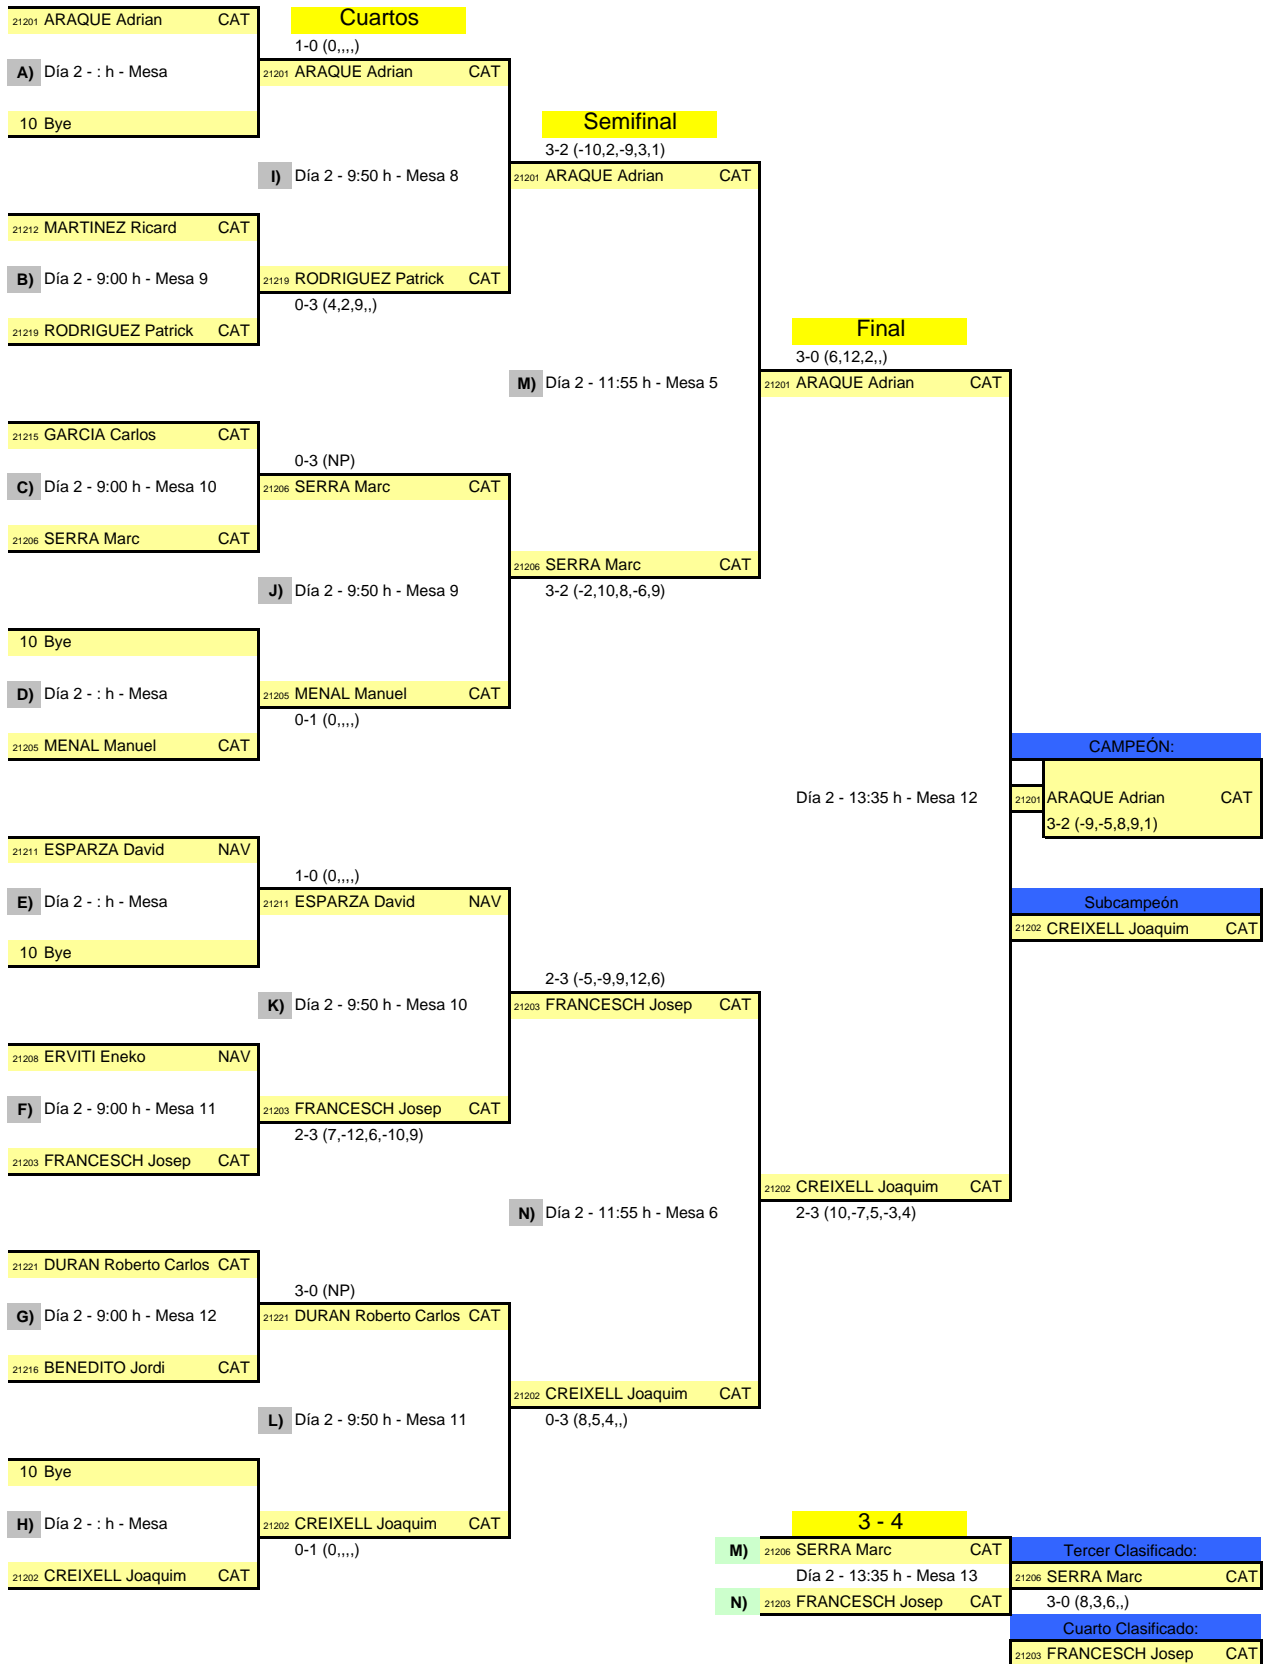 21201 ARAQUE Adrian CAT
Cuartos
1-0 (0,,,,)
A) Día 2 - : h - Mesa
21201 ARAQUE Adrian CAT
10 Bye
Semifinal
3-2 (-10,2,-9,3,1)
I) Día 2 - 9:50 h - Mesa 8
21201 ARAQUE Adrian CAT
21212 MARTINEZ Ricard CAT
B) Día 2 - 9:00 h - Mesa 9
21219 RODRIGUEZ Patrick CAT
0-3 (4,2,9,,)
21219 RODRIGUEZ Patrick CAT
Final
3-0 (6,12,2,,)
M) Día 2 - 11:55 h - Mesa 5
21201 ARAQUE Adrian CAT
21215 GARCIA Carlos CAT
0-3 (NP)
C) Día 2 - 9:00 h - Mesa 10
21206 SERRA Marc CAT
21206 SERRA Marc CAT
21206 SERRA Marc CAT
J) Día 2 - 9:50 h - Mesa 9
3-2 (-2,10,8,-6,9)
10 Bye
D) Día 2 - : h - Mesa
21205 MENAL Manuel CAT
0-1 (0,,,,)
21205 MENAL Manuel CAT
CAMPEÓN:
Día 2 - 13:35 h - Mesa 12
21201 ARAQUE Adrian CAT
3-2 (-9,-5,8,9,1)
21211 ESPARZA David NAV
1-0 (0,,,,)
E) Día 2 - : h - Mesa
21211 ESPARZA David NAV
Subcampeón
21202 CREIXELL Joaquim CAT
10 Bye
2-3 (-5,-9,9,12,6)
K) Día 2 - 9:50 h - Mesa 10
21203 FRANCESCH Josep CAT
21208 ERVITI Eneko NAV
F) Día 2 - 9:00 h - Mesa 11
21203 FRANCESCH Josep CAT
2-3 (7,-12,6,-10,9)
21203 FRANCESCH Josep CAT
21202 CREIXELL Joaquim CAT
N) Día 2 - 11:55 h - Mesa 6
2-3 (10,-7,5,-3,4)
21221 DURAN Roberto Carlos CAT
3-0 (NP)
G) Día 2 - 9:00 h - Mesa 12
21221 DURAN Roberto Carlos CAT
21216 BENEDITO Jordi CAT
21202 CREIXELL Joaquim CAT
L) Día 2 - 9:50 h - Mesa 11
0-3 (8,5,4,,)
10 Bye
H) Día 2 - : h - Mesa
21202 CREIXELL Joaquim CAT
0-1 (0,,,,)
21202 CREIXELL Joaquim CAT
3 - 4
M) 21206 SERRA Marc CAT
Tercer Clasificado:
Día 2 - 13:35 h - Mesa 13
21206 SERRA Marc CAT
N) 21203 FRANCESCH Josep CAT
3-0 (8,3,6,,)
Cuarto Clasificado:
21203 FRANCESCH Josep CAT